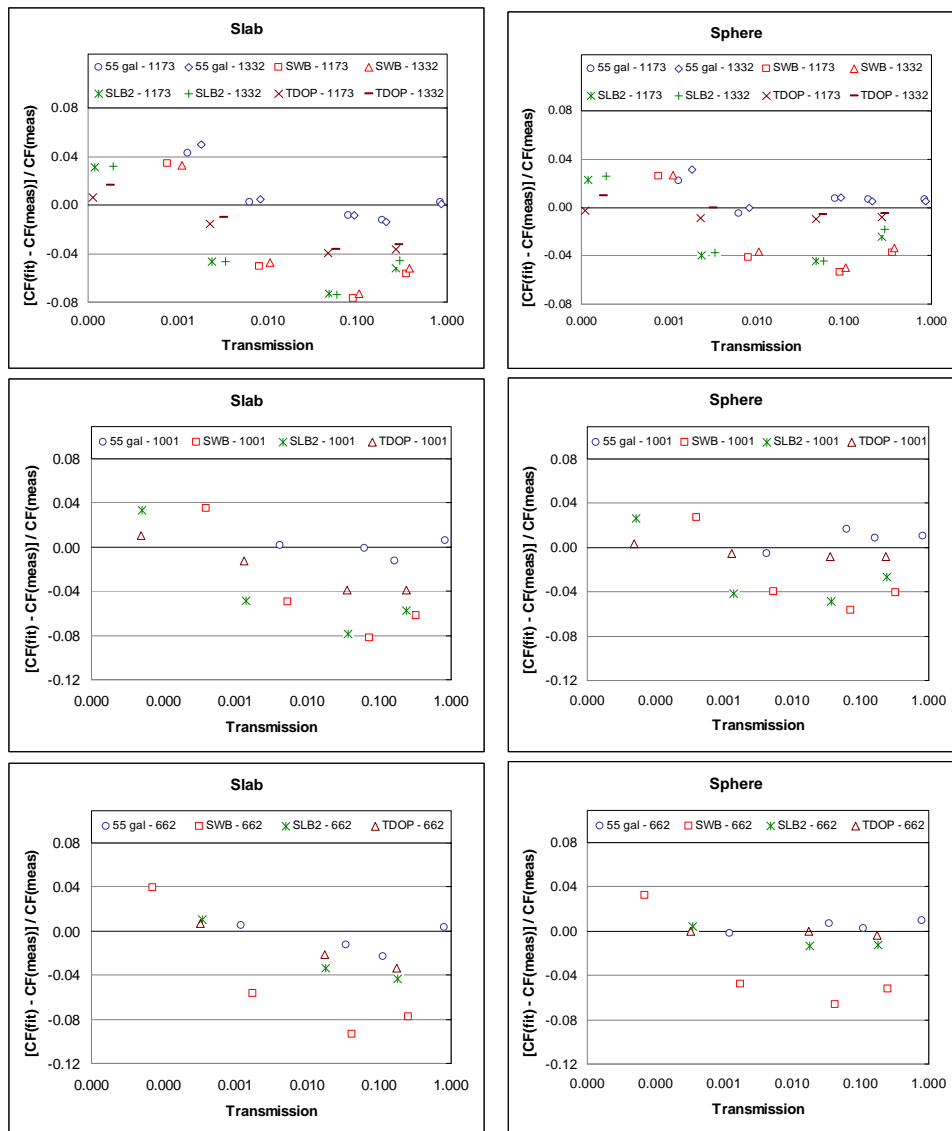 Slab
55 gal - 1173 55 gal - 1332 SWB - 1173 SWB - 1332
SLB2 - 1173 SLB2 - 1332 TDOP - 1173 TDOP - 1332
[CF(fit) - CF(meas)] / CF(meas)
0.08
0.04
0.00
-0.04
-0.08
0.000 0.001 0.010 0.100 1.000
Transmission
Sphere
55 gal - 1173 55 gal - 1332 SWB - 1173 SWB - 1332
SLB2 - 1173 SLB2 - 1332 TDOP - 1173 TDOP - 1332
[CF(fit) - CF(meas)] / CF(meas)
0.08
0.04
0.00
-0.04
-0.08
0.000 0.001 0.010 0.100 1.000
Transmission
Slab
55 gal - 1001 SWB - 1001 SLB2 - 1001 TDOP - 1001
[CF(fit) - CF(meas)] / CF(meas)
0.08
0.04
0.00
-0.04
-0.08
-0.12
0.000 0.000 0.001 0.010 0.100 1.000
Transmission
Sphere
55 gal - 1001 SWB - 1001 SLB2 - 1001 TDOP - 1001
[CF(fit) - CF(meas)] / CF(meas)
0.08
0.04
0.00
-0.04
-0.08
-0.12
0.000 0.000 0.001 0.010 0.100 1.000
Transmission
Slab
55 gal - 662 SWB - 662 SLB2 - 662 TDOP - 662
[CF(fit) - CF(meas)] / CF(meas)
0.08
0.04
0.00
-0.04
-0.08
-0.12
0.000 0.000 0.001 0.010 0.100 1.000
Transmission
Sphere
55 gal - 662 SWB - 662 SLB2 - 662 TDOP - 662
[CF(fit) - CF(meas)] / CF(meas)
0.08
0.04
0.00
-0.04
-0.08
-0.12
0.000 0.000 0.001 0.010 0.100 1.000
Transmission